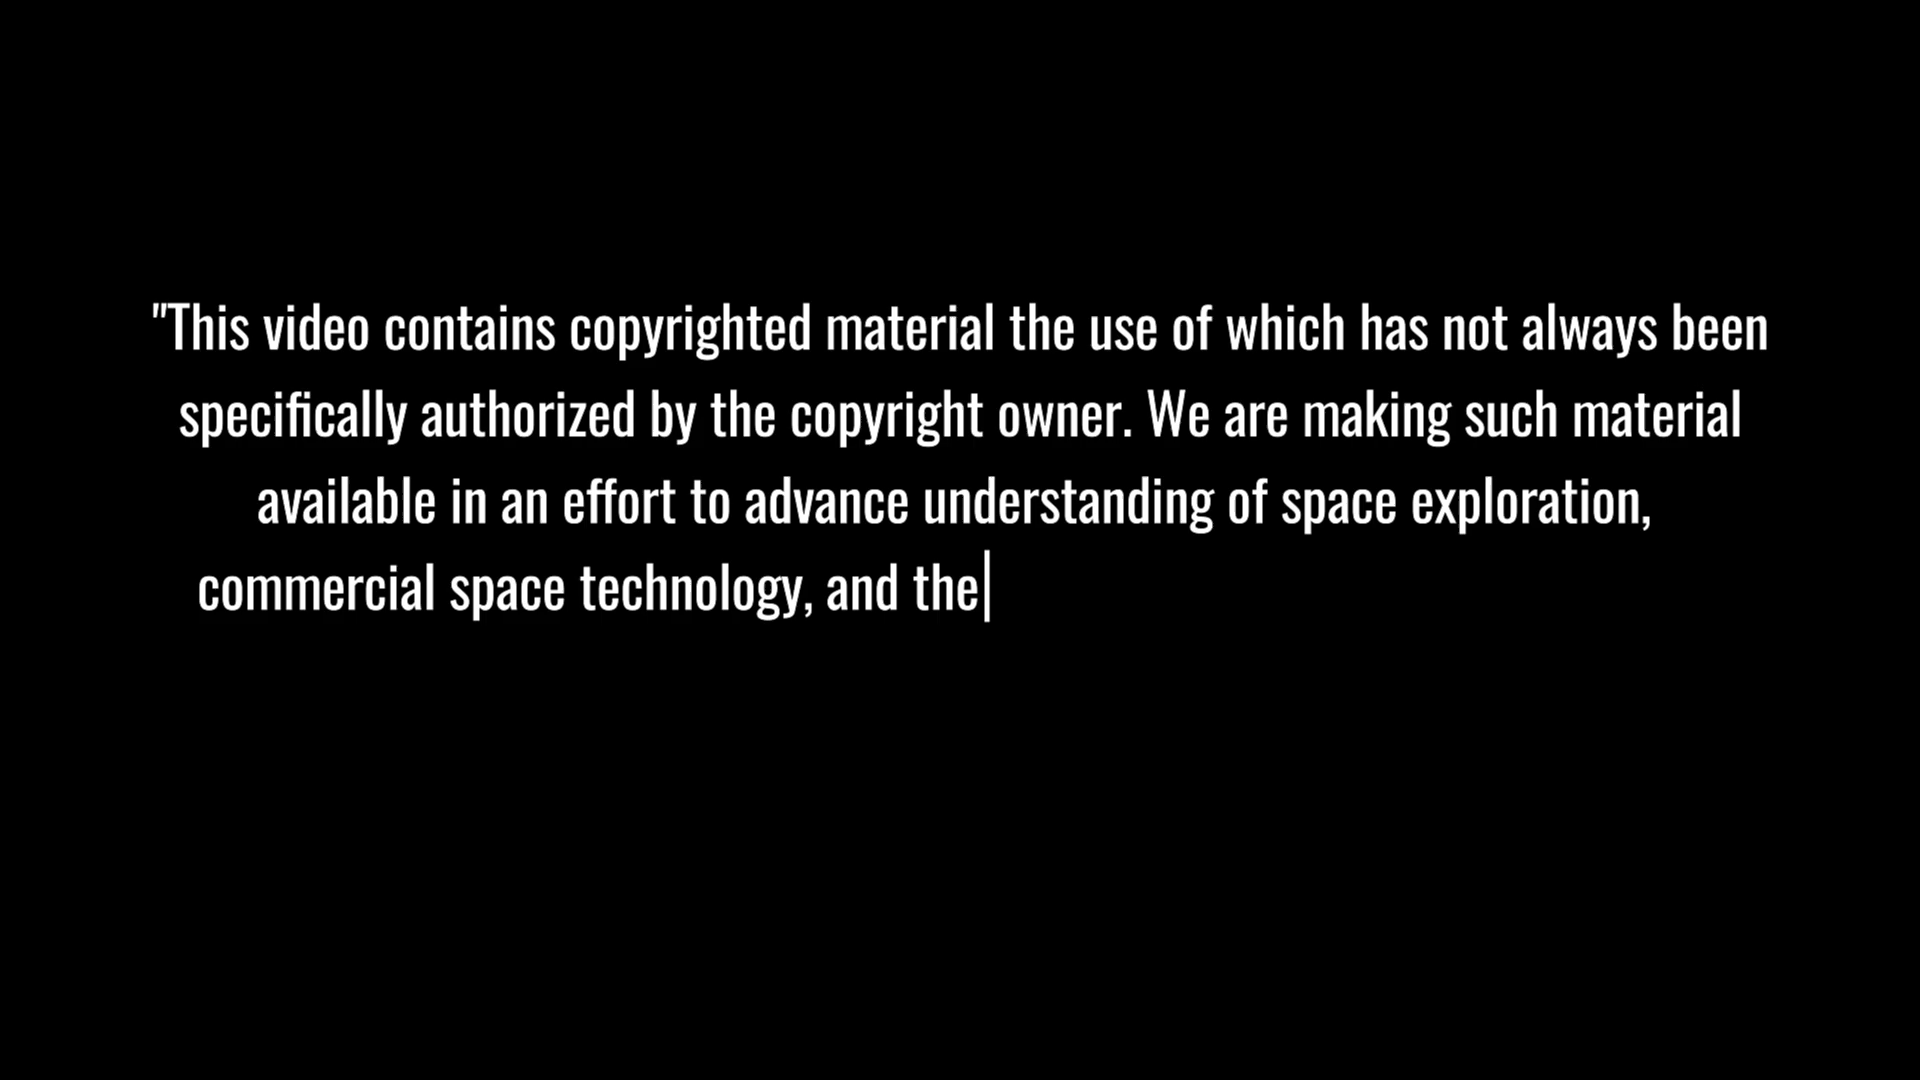 "This video contains copyrighted material the use of which has not always been
specifically authorized by the copyright owner. We are making such material
available in an effort to advance understanding of space exploration,
commercial space technology, and the